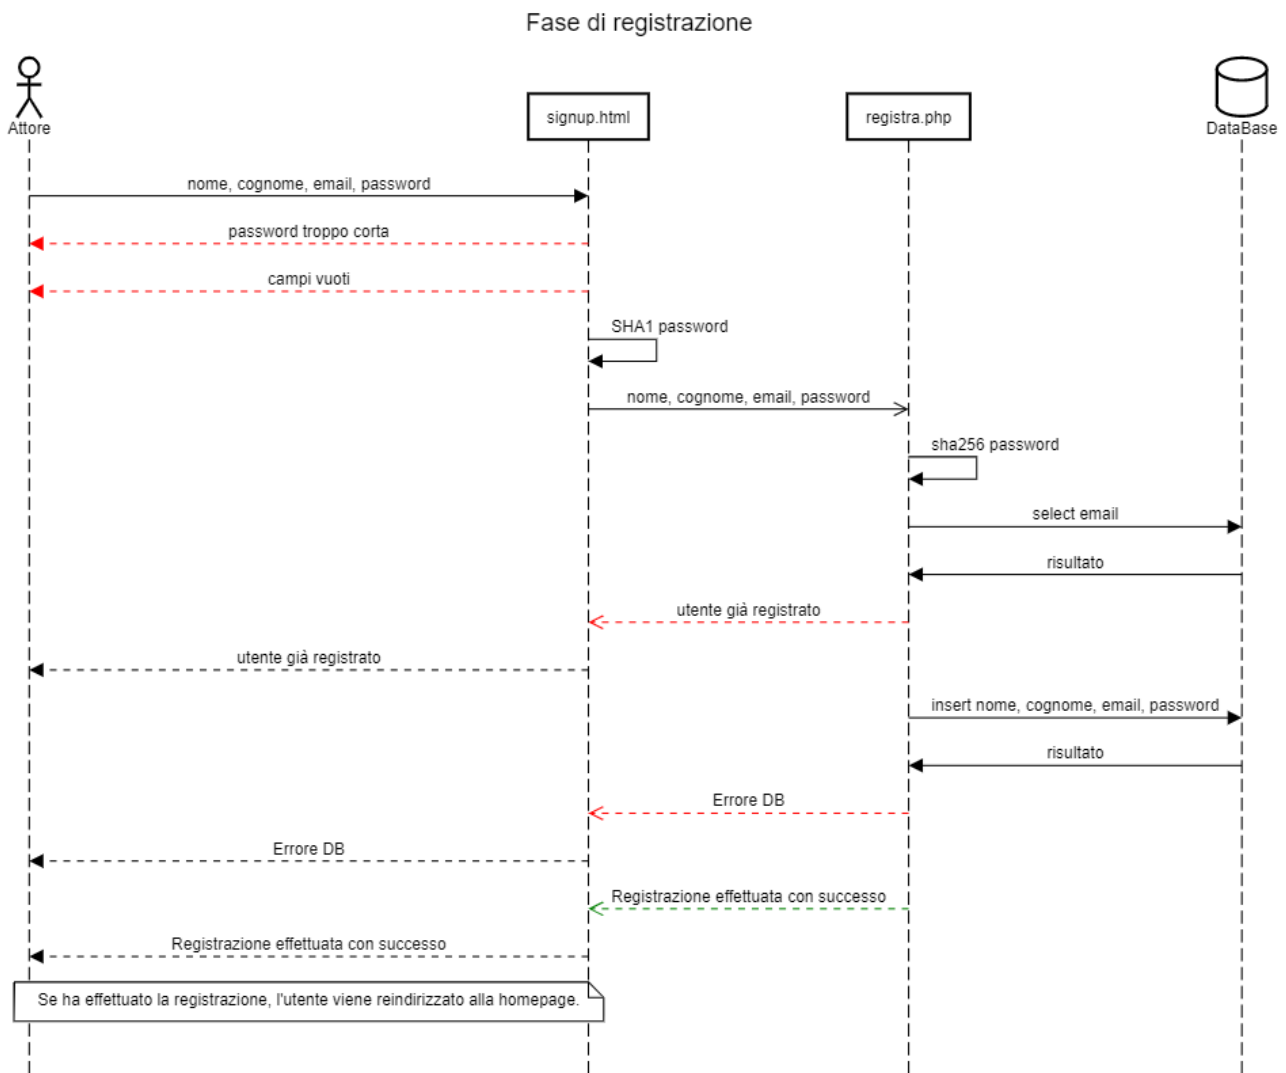 Fase di registrazione
Attore
signup.html
registra.php
DataBase
nome, cognome, email, password
password troppo corta
campi vuoti
SHA1 password
nome, cognome, email, password
sha256 password
select email
risultato
utente già registrato
utente già registrato
insert nome, cognome, email, password
risultato
Errore DB
Errore DB
Registrazione effettuata con successo
Registrazione effettuata con successo
Se ha effettuato la registrazione, l'utente viene reindirizzato alla homepage.